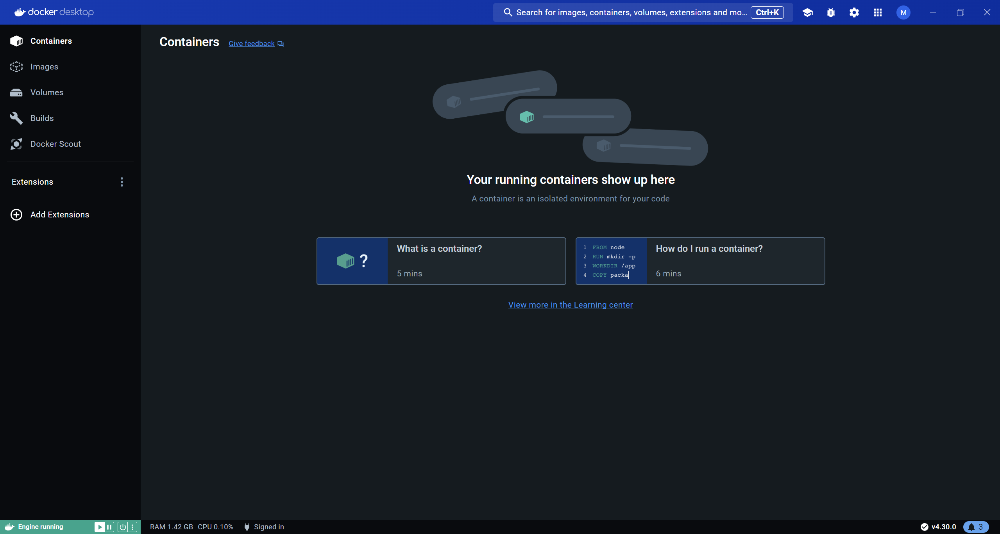 docker desktop
Search for images, containers, volumes, extensions and mo... Ctrl+K
M
Containers
Images
Volumes
Builds
Docker Scout
Extensions
Add Extensions
Containers Give feedback
Your running containers show up here
A container is an isolated environment for your code
?
What is a container?
5 mins
1 FROM node
2 RUN mkdir -p
3 WORKDIR /app
4 COPY packa
How do I run a container?
6 mins
View more in the Learning center
Engine running
RAM 1.42 GB CPU 0.10% Signed in
v4.30.0 3